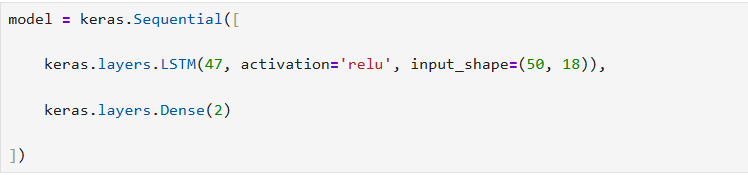 model = keras.Sequential([
    keras.layers.LSTM(47, activation='relu', input_shape=(50, 18)),
    keras.layers.Dense(2)
])